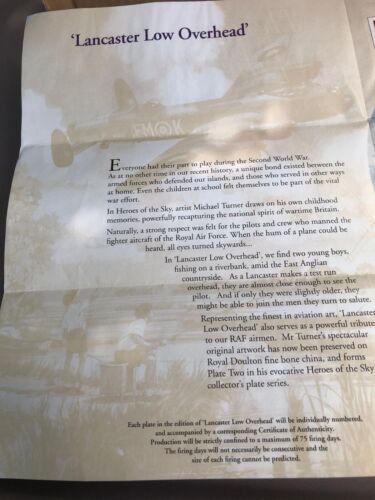 'Lancaster Low Overhead'
EM K
Everyone had their part to play during the Second World War.
As at no other time in our recent history, a unique bond existed between the
armed forces who defended our islands, and those who served in other ways
at home. Even the children at school felt themselves to be part of the vital
war effort.
In Heroes of the Sky, artist Michael Turner draws on his own childhood
memories, powerfully recapturing the national spirit of wartime Britain.
Naturally, a strong respect was felt for the pilots and crew who manned the
fighter aircraft of the Royal Air Force. When the hum of a plane could be
heard, all eyes turned skywards...
In 'Lancaster Low Overhead', we find two young boys,
fishing on a riverbank, amid the East Anglian
countryside. As a Lancaster makes a test run
overhead, they are almost close enough to see the
pilot. And if only they were slightly older, they
might be able to join the men they turn to salute.
Representing the finest in aviation art, 'Lancaster
Low Overhead' also serves as a powerful tribute
to our RAF airmen. Mr Turner's spectacular
original artwork has now been preserved on
Royal Doulton fine bone china, and forms
Plate Two in his evocative Heroes of the Sky
collector's plate series.
Each plate in the edition of 'Lancaster Low Overhead' will be individually numbered,
and accompanied by a corresponding Certificate of Authenticity.
Production will be strictly confined to a maximum of 75 firing days.
The firing days will not necessarily be consecutive and the
size of each firing cannot be predicted.